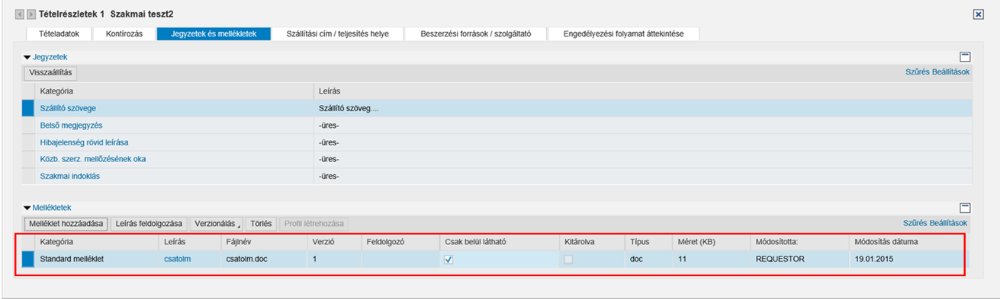 Tételrészletek 1 Szakmai teszt2
Tételadatok Kontírozás Jegyzetek és mellékletek Szállítási cím / teljesítés helye Beszerzési források / szolgáltató Engedélyezési folyamat áttekintése
Jegyzetek
Visszaállítás Szűrés Beállítások
Kategória Leírás
Szállító szövege Szállító szöveg....
Belső megjegyzés -üres-
Hibajelenség rövid leírása -üres-
Közb. szerz. mellőzésének oka -üres-
Szakmai indoklás -üres-
Mellékletek
Melléklet hozzáadása Leírás feldolgozása Verzionálás Törlés Profil létrehozása Szűrés Beállítások
Kategória Leírás Fájlnév Verzió Feldolgozó Csak belül látható Kitárolva Típus Méret (KB) Módosította: Módosítás dátuma
Standard melléklet csatolm csatolm.doc 1 doc 11 REQUESTOR 19.01.2015